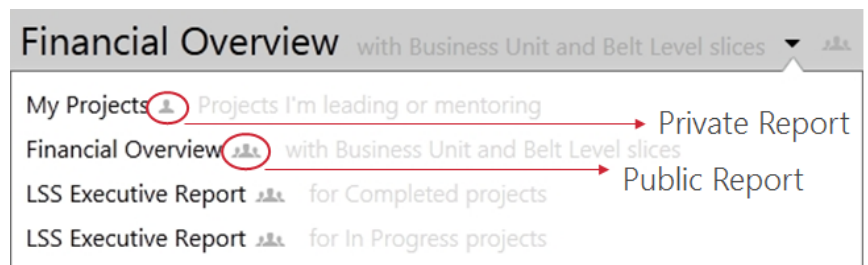 Financial Overview with Business Unit and Belt Level slices
My Projects Projects I'm leading or mentoring
Private Report
Financial Overview with Business Unit and Belt Level slices
Public Report
LSS Executive Report for Completed projects
LSS Executive Report for In Progress projects